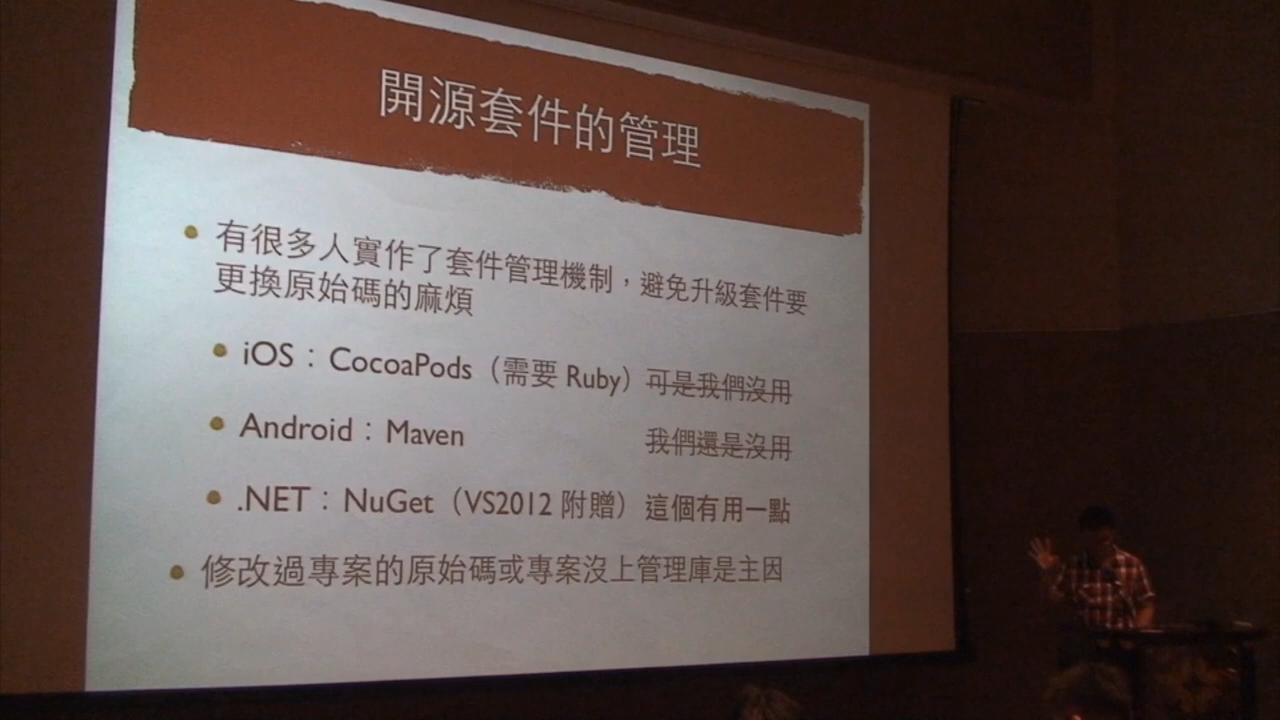 開源套件的管理
有很多人實作了套件管理機制，避免升級套件要
更換原始碼的麻煩
iOS：CocoaPods（需要 Ruby）可是我們沒用
Android：Maven 我們還是沒用
.NET：NuGet（VS2012 附贈）這個有用一點
修改過專案的原始碼或專案沒上管理庫是主因